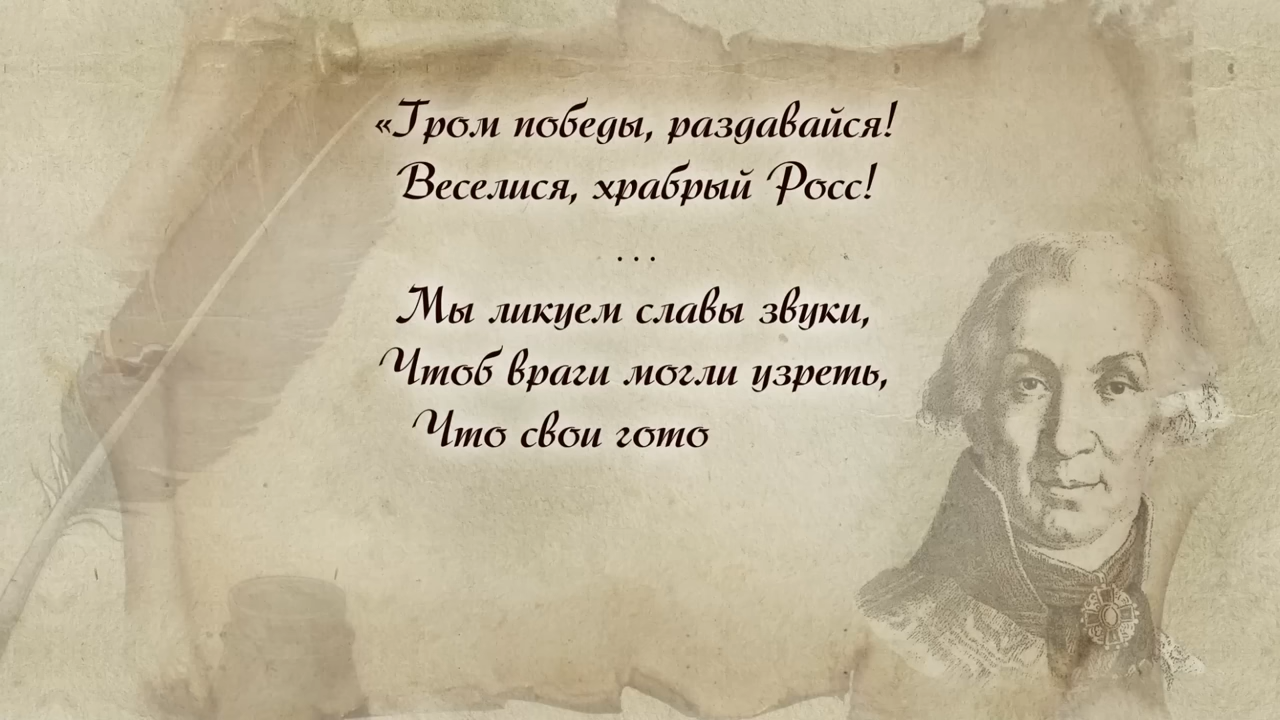 «Гром победы, раздавайся!
Веселися, храбрый Росс!
...
Мы ликуем славы звуки,
Чтоб враги могли узреть,
Что свои гото